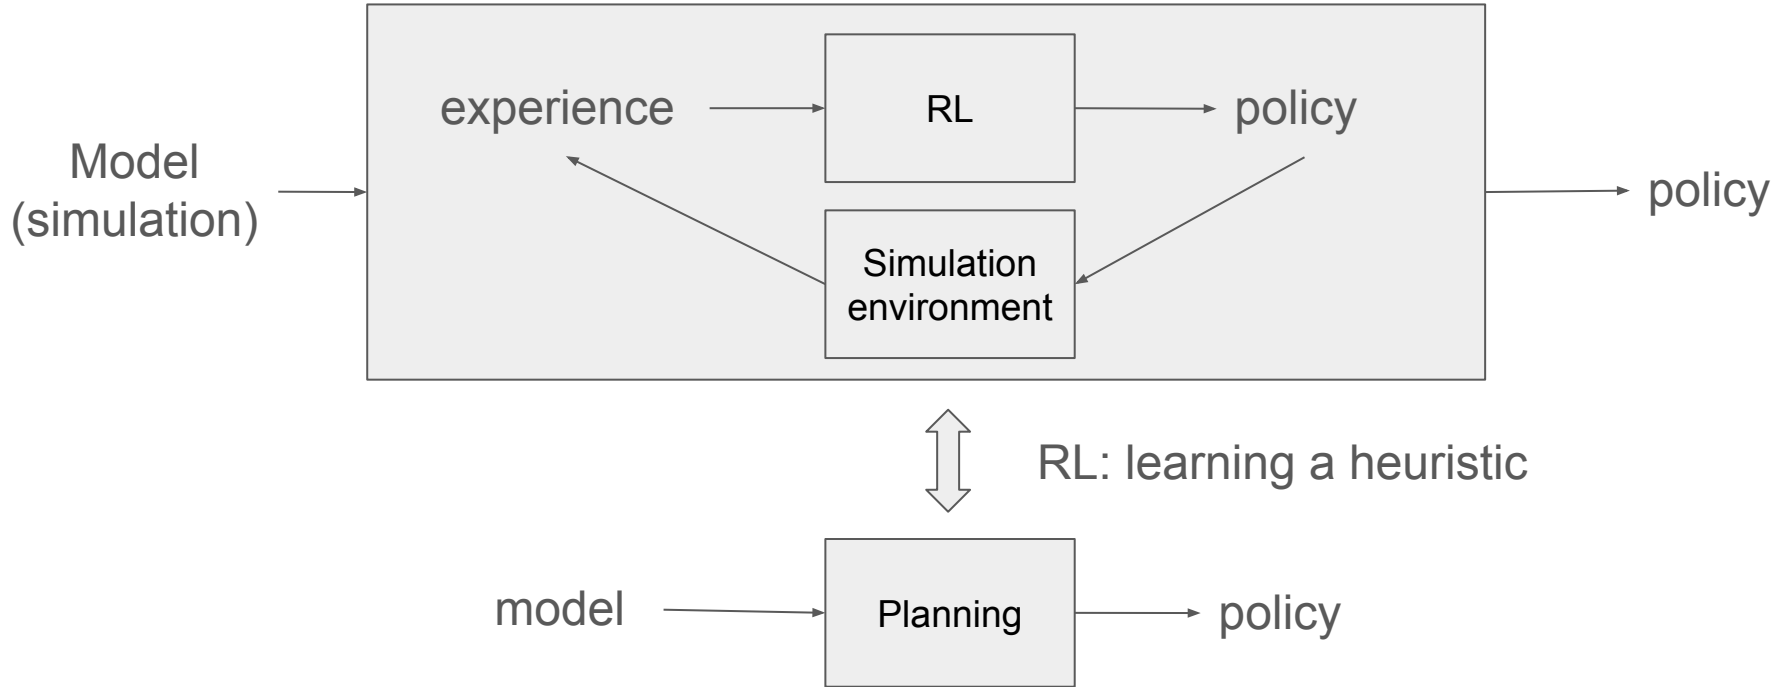 experience
RL
policy
Model
(simulation)
policy
Simulation
environment
RL: learning a heuristic
model
Planning
policy